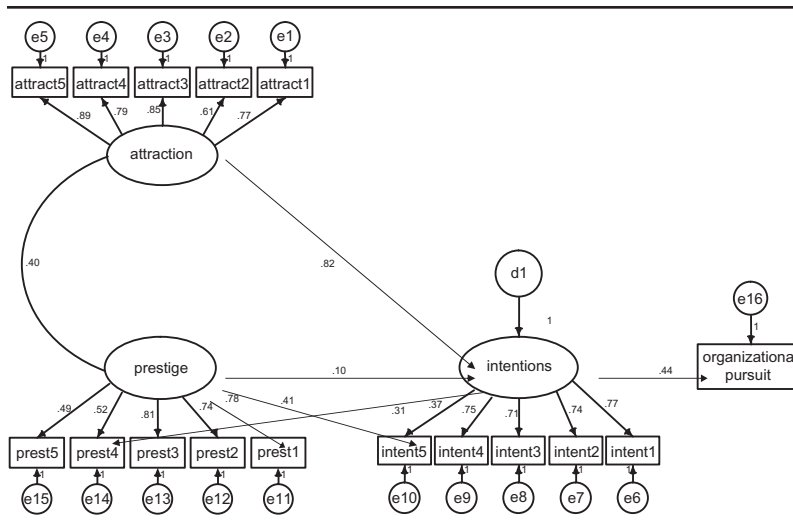 e5 e4 e3 e2 e1
1 1 1 1 1
attract5 attract4 attract3 attract2 attract1
.89 .79 .85 .61 .77
attraction
.40
.82
d1
1
e16
1
prestige
intentions
organizationa
pursuit
.10
.44
.49 .52 .81 .74 .78 .41
.31 .37 .75 .71 .74 .77
prest5 prest4 prest3 prest2 prest1
intent5 intent4 intent3 intent2 intent1
1 1 1 1 1
1 1 1 1 1
e15 e14 e13 e12 e11
e10 e9 e8 e7 e6